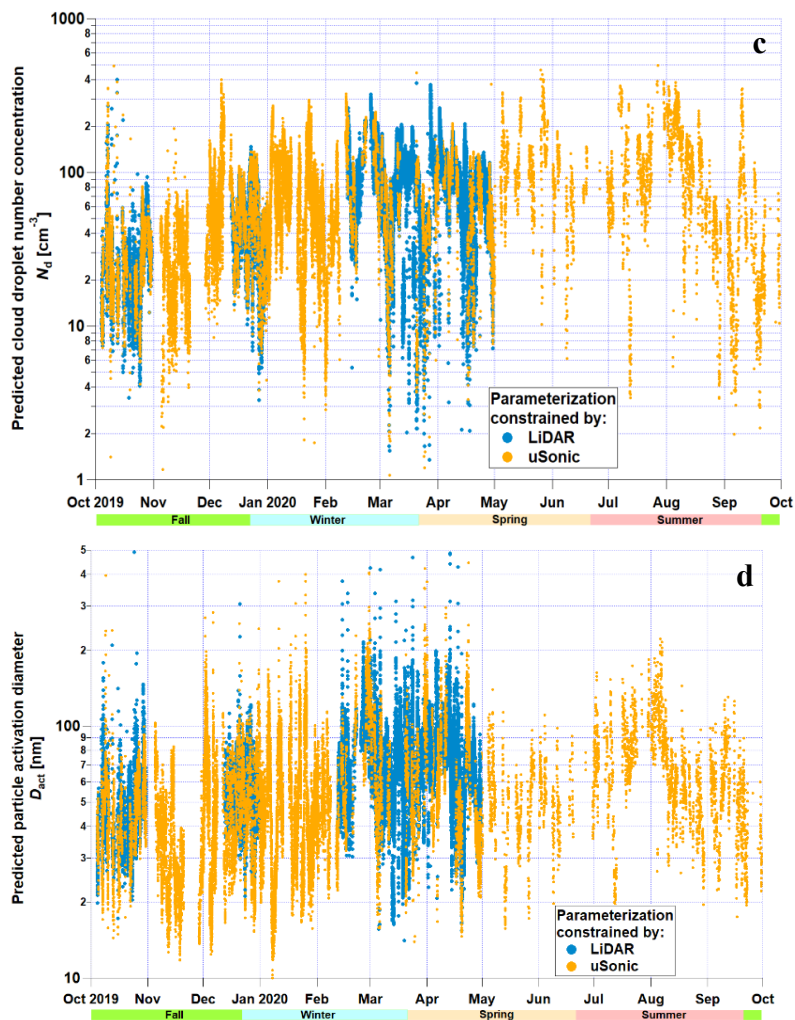 c
1000
8
6
4
2
100
8
6
4
2
10
8
6
4
2
1
Predicted cloud droplet number concentration
Nd [cm-3]
Parameterization
constrained by:
LiDAR
uSonic
Oct 2019 Nov Dec Jan 2020 Feb Mar Apr May Jun Jul Aug Sep Oct
Fall Winter Spring Summer
d
5
4
3
2
100
9
8
7
6
5
4
3
2
10
Predicted particle activation diameter
Dact [nm]
Parameterization
constrained by:
LiDAR
uSonic
Oct 2019 Nov Dec Jan 2020 Feb Mar Apr May Jun Jul Aug Sep Oct
Fall Winter Spring Summer